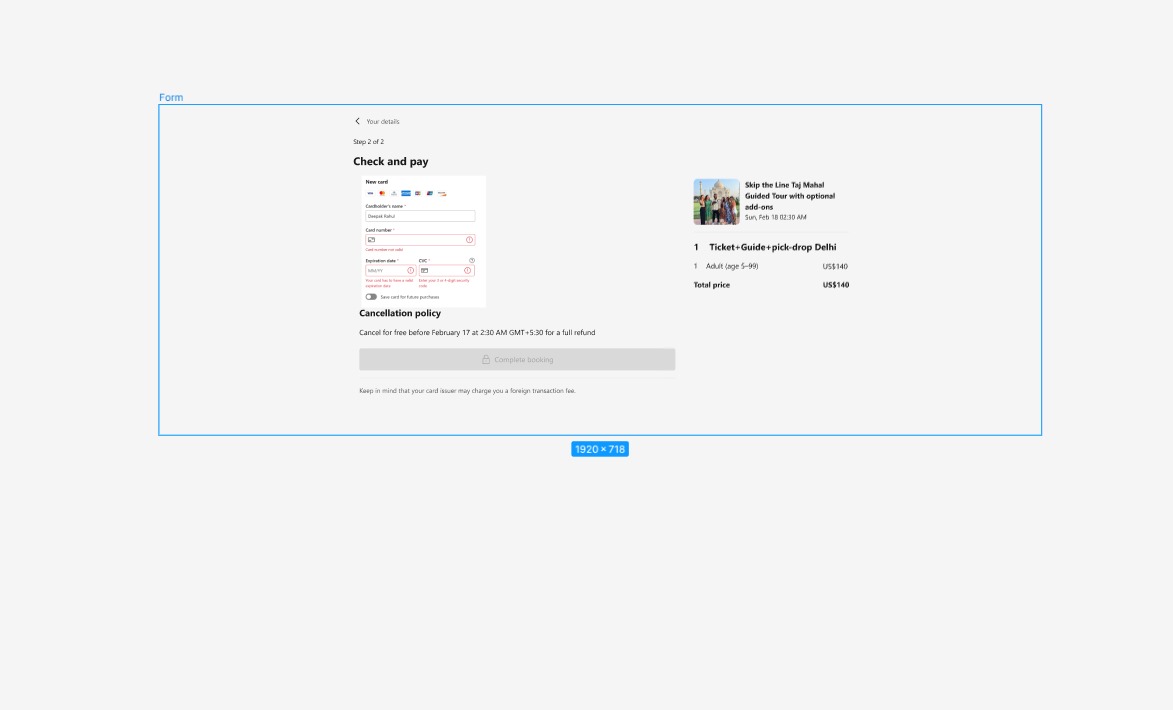 Form
Your details
Step 2 of 2
Check and pay
New card
VISA
Cardholder's name *
Deepak Rahul
Card number *
Card number not valid
Expiration date *
CVC *
MM/YY
Your card has to have a valid
expiration date
Enter your 3 or 4-digit security
code
Save card for future purchases
Cancellation policy
Cancel for free before February 17 at 2:30 AM GMT+5:30 for a full refund
Complete booking
Keep in mind that your card issuer may charge you a foreign transaction fee.
Skip the Line Taj Mahal
Guided Tour with optional
add-ons
Sun, Feb 18 02:30 AM
1 Ticket+Guide+pick-drop Delhi
1 Adult (age 5–99) US$140
Total price US$140
1920 × 718